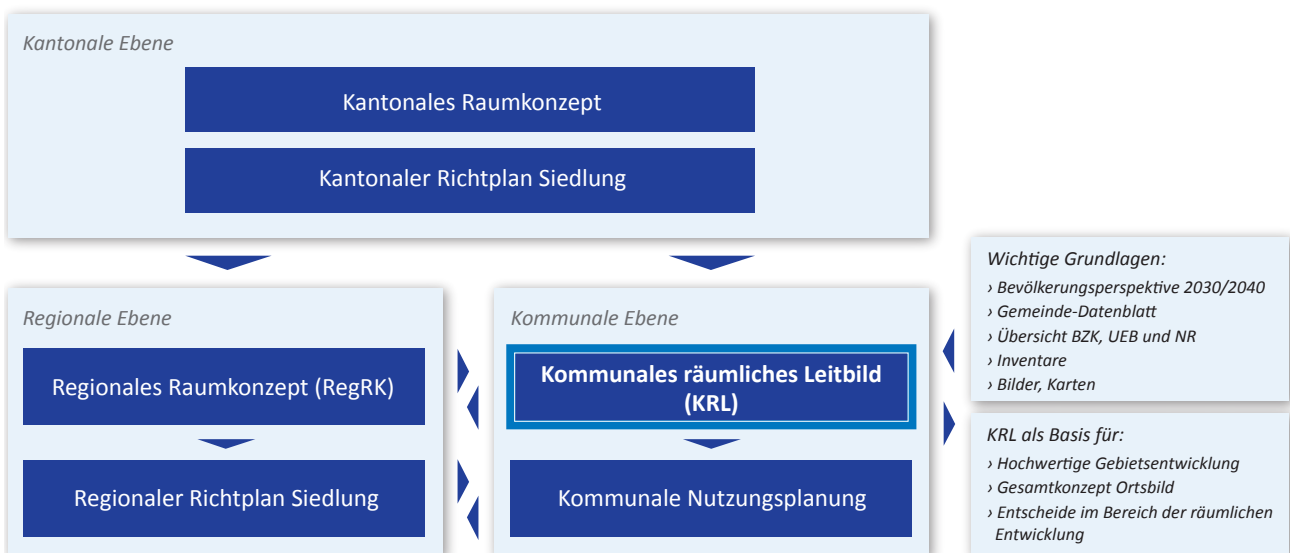 Kantonale Ebene
Kantonales Raumkonzept
Kantonaler Richtplan Siedlung
Regionale Ebene
Regionales Raumkonzept (RegRK)
Regionaler Richtplan Siedlung
Kommunale Ebene
Kommunales räumliches Leitbild
(KRL)
Kommunale Nutzungsplanung
Wichtige Grundlagen:
› Bevölkerungsperspektive 2030/2040
› Gemeinde-Datenblatt
› Übersicht BZK, UEB und NR
› Inventare
› Bilder, Karten
KRL als Basis für:
› Hochwertige Gebietsentwicklung
› Gesamtkonzept Ortsbild
› Entscheide im Bereich der räumlichen
Entwicklung